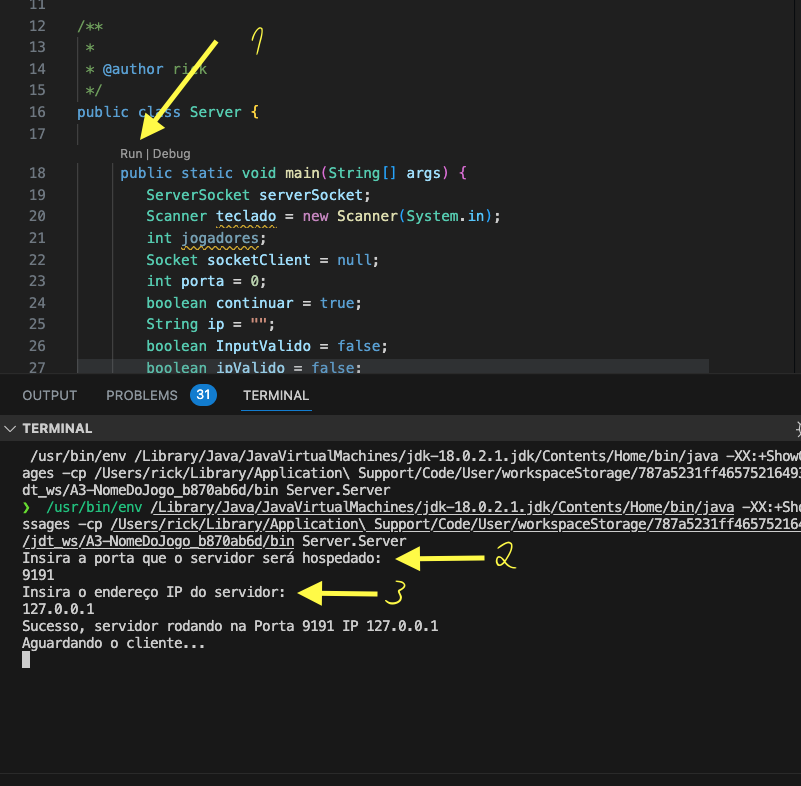 11
12 /**
13 *
14 * @author rick
15 */
16 public class Server {
17
Run | Debug
18 public static void main(String[] args) {
19 ServerSocket serverSocket;
20 Scanner teclado = new Scanner(System.in);
21 int jogadores;
22 Socket socketClient = null;
23 int porta = 0;
24 boolean continuar = true;
25 String ip = "";
26 boolean InputValido = false;
27 boolean ipValido = false;
1
OUTPUT PROBLEMS 31 TERMINAL
TERMINAL
/usr/bin/env /Library/Java/JavaVirtualMachines/jdk-18.0.2.1.jdk/Contents/Home/bin/java -XX:+Show
ages -cp /Users/rick/Library/Application\ Support/Code/User/workspaceStorage/787a5231ff46575216493
dt_ws/A3-NomeDoJogo_b870ab6d/bin Server.Server
❯ /usr/bin/env /Library/Java/JavaVirtualMachines/jdk-18.0.2.1.jdk/Contents/Home/bin/java -XX:+Sho
ssages -cp /Users/rick/Library/Application\ Support/Code/User/workspaceStorage/787a5231ff465752164
/jdt_ws/A3-NomeDoJogo_b870ab6d/bin Server.Server
Insira a porta que o servidor será hospedado: 2
9191
Insira o endereço IP do servidor: 3
127.0.0.1
Sucesso, servidor rodando na Porta 9191 IP 127.0.0.1
Aguardando o cliente...